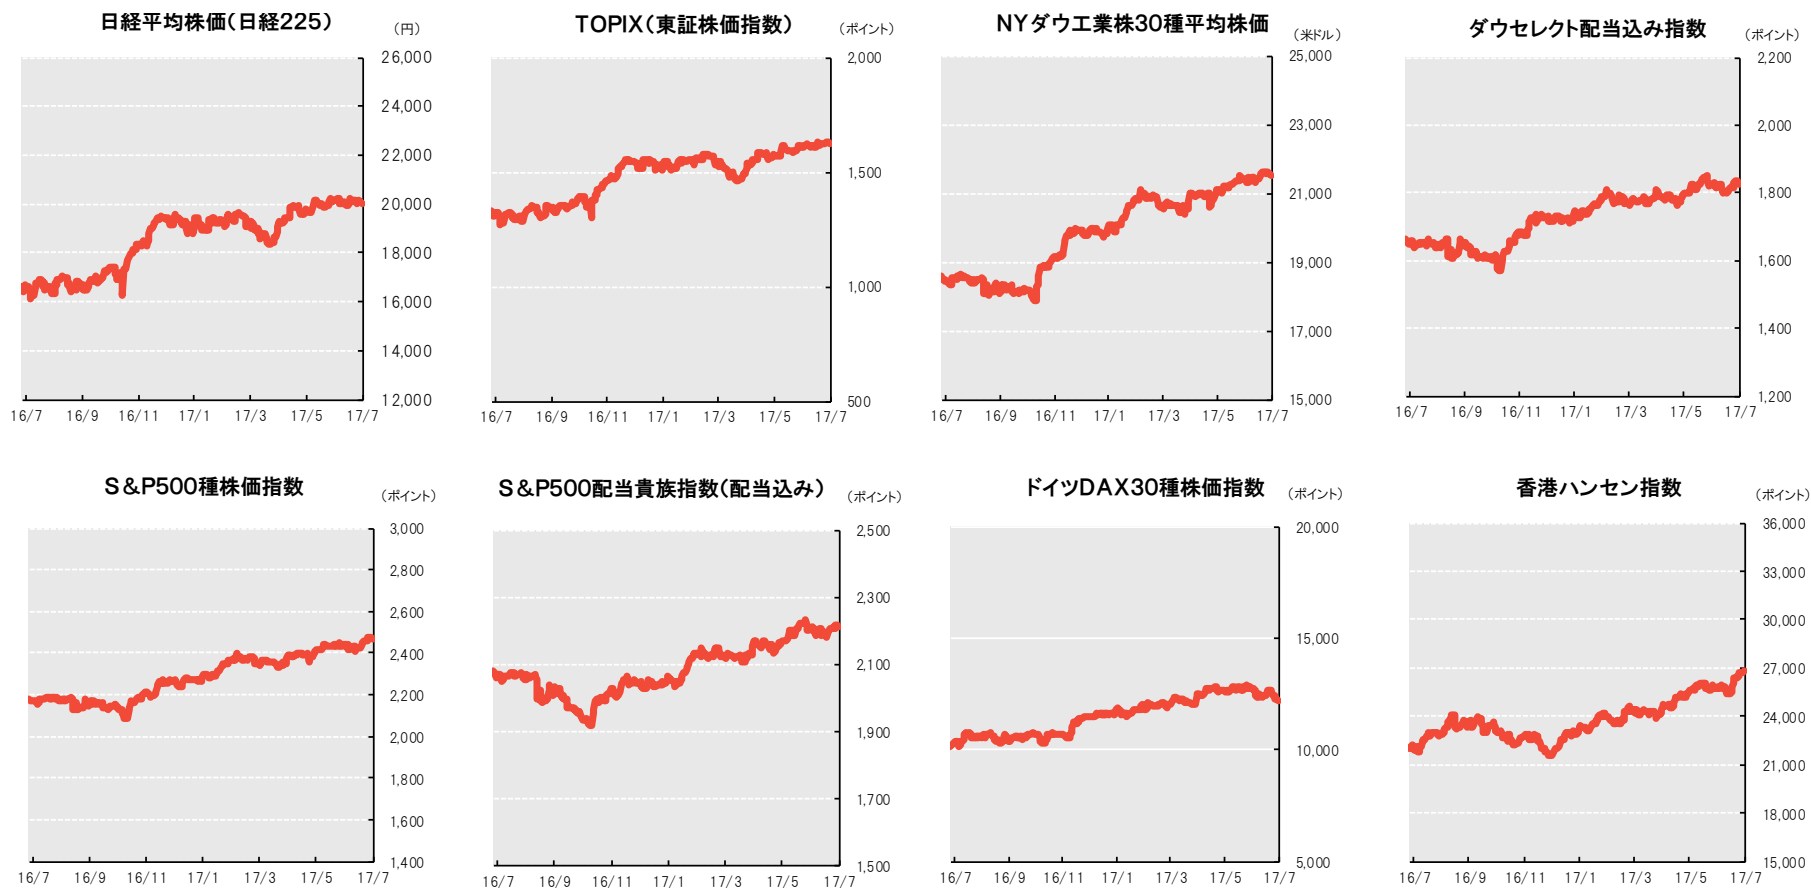 日経平均株価(日経225)
(円)
26,000
24,000
22,000
20,000
18,000
16,000
14,000
12,000
16/7 16/9 16/11 17/1 17/3 17/5 17/7
TOPIX(東証株価指数)
(ポイント)
2,000
1,500
1,000
500
16/7 16/9 16/11 17/1 17/3 17/5 17/7
NYダウ工業株30種平均株価
(米ドル)
25,000
23,000
21,000
19,000
17,000
15,000
16/7 16/9 16/11 17/1 17/3 17/5 17/7
ダウセレクト配当込み指数
(ポイント)
2,200
2,000
1,800
1,600
1,400
1,200
16/7 16/9 16/11 17/1 17/3 17/5 17/7
S&P500種株価指数
(ポイント)
3,000
2,800
2,600
2,400
2,200
2,000
1,800
1,600
1,400
16/7 16/9 16/11 17/1 17/3 17/5 17/7
S&P500配当貴族指数(配当込み)
(ポイント)
2,500
2,300
2,100
1,900
1,700
1,500
16/7 16/9 16/11 17/1 17/3 17/5 17/7
ドイツDAX30種株価指数
(ポイント)
20,000
15,000
10,000
5,000
16/7 16/9 16/11 17/1 17/3 17/5 17/7
香港ハンセン指数
(ポイント)
36,000
33,000
30,000
27,000
24,000
21,000
18,000
15,000
16/7 16/9 16/11 17/1 17/3 17/5 17/7